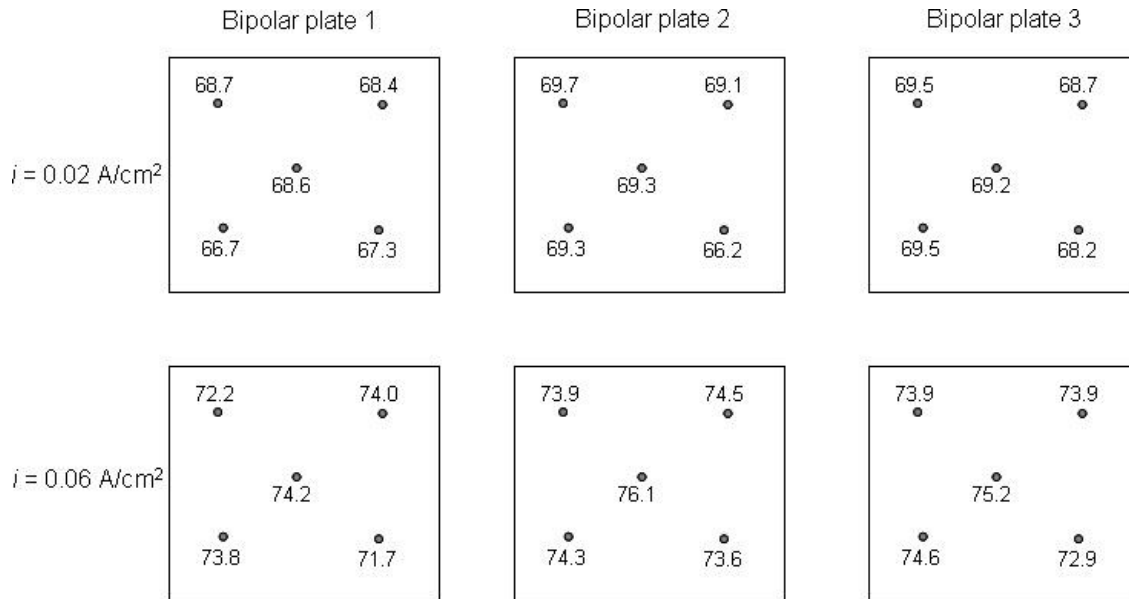 Bipolar plate 1 Bipolar plate 2 Bipolar plate 3
68.7 68.4 69.7 69.1 69.5 68.7
i = 0.02 A/cm²
68.6 69.3 69.2
66.7 67.3 69.3 66.2 69.5 68.2
72.2 74.0 73.9 74.5 73.9 73.9
i = 0.06 A/cm²
74.2 76.1 75.2
73.8 71.7 74.3 73.6 74.6 72.9